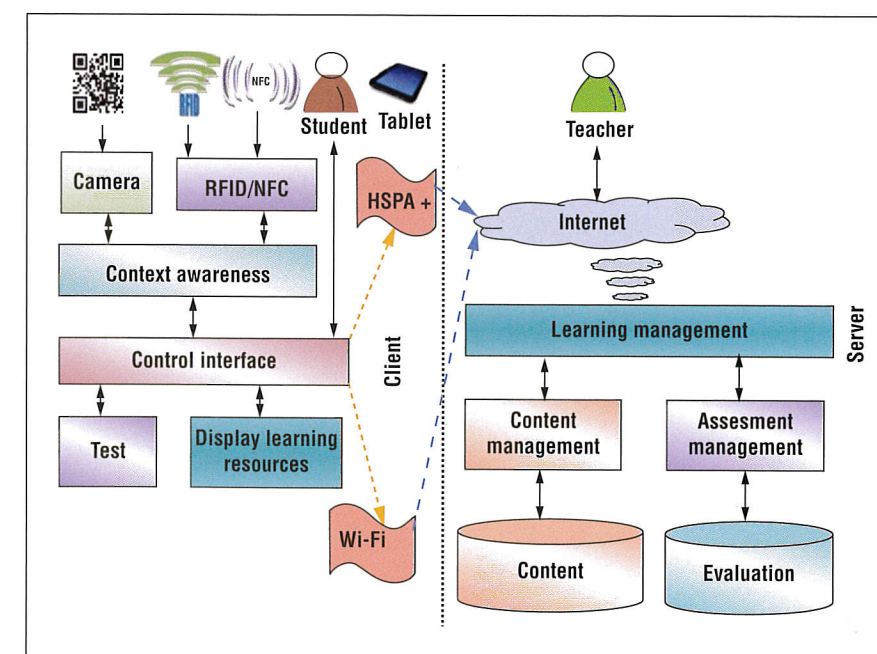 RFID
NFC
Student
Tablet
Teacher
Camera
RFID/NFC
HSPA +
Internet
Context awareness
Learning management
Server
Control interface
Client
Test
Display learning
resources
Content
management
Assesment
management
Wi-Fi
Content
Evaluation